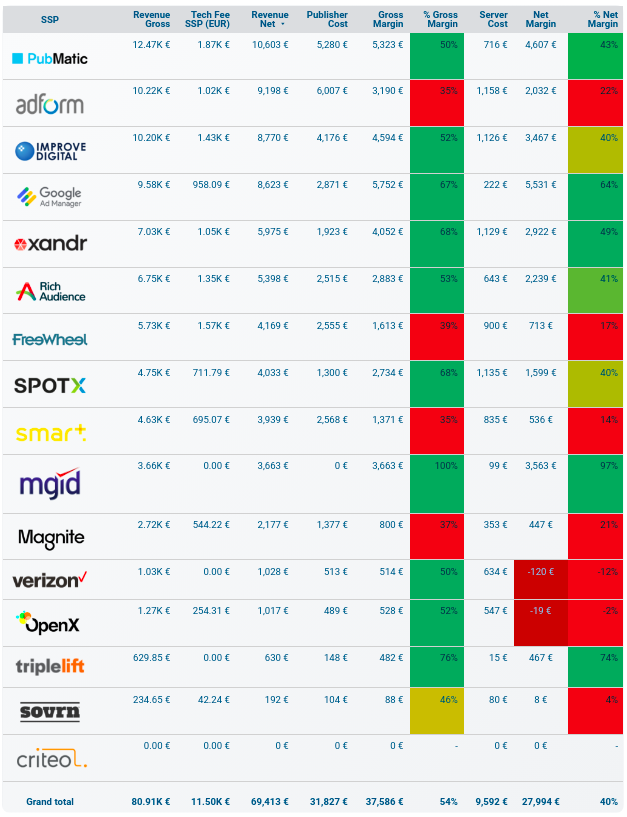 SSP Revenue Gross Tech Fee SSP (EUR) Revenue Net Publisher Cost Gross Margin % Gross Margin Server Cost Net Margin % Net Margin
PubMatic 12.47K € 1.87K € 10,603 € 5,280 € 5,323 € 50% 716 € 4,607 € 43%
adform 10.22K € 1.02K € 9,198 € 6,007 € 3,190 € 35% 1,158 € 2,032 € 22%
IMPROVE DIGITAL 10.20K € 1.43K € 8,770 € 4,176 € 4,594 € 52% 1,126 € 3,467 € 40%
Google Ad Manager 9.58K € 958.09 € 8,623 € 2,871 € 5,752 € 67% 222 € 5,531 € 64%
xandr 7.03K € 1.05K € 5,975 € 1,923 € 4,052 € 68% 1,129 € 2,922 € 49%
Rich Audience 6.75K € 1.35K € 5,398 € 2,515 € 2,883 € 53% 643 € 2,239 € 41%
FreeWheel 5.73K € 1.57K € 4,169 € 2,555 € 1,613 € 39% 900 € 713 € 17%
SPOTX 4.75K € 711.79 € 4,033 € 1,300 € 2,734 € 68% 1,135 € 1,599 € 40%
smart 4.63K € 695.07 € 3,939 € 2,568 € 1,371 € 35% 835 € 536 € 14%
mgid 3.66K € 0.00 € 3,663 € 0 € 3,663 € 100% 99 € 3,563 € 97%
Magnite 2.72K € 544.22 € 2,177 € 1,377 € 800 € 37% 353 € 447 € 21%
verizon 1.03K € 0.00 € 1,028 € 513 € 514 € 50% 634 € -120 € -12%
OpenX 1.27K € 254.31 € 1,017 € 489 € 528 € 52% 547 € -19 € -2%
triplelift 629.85 € 0.00 € 630 € 148 € 482 € 76% 15 € 467 € 74%
sovrn 234.65 € 42.24 € 192 € 104 € 88 € 46% 80 € 8 € 4%
criteo 0.00 € 0.00 € 0 € 0 € 0 € - 0 € 0 € -
Grand total 80.91K € 11.50K € 69,413 € 31,827 € 37,586 € 54% 9,592 € 27,994 € 40%